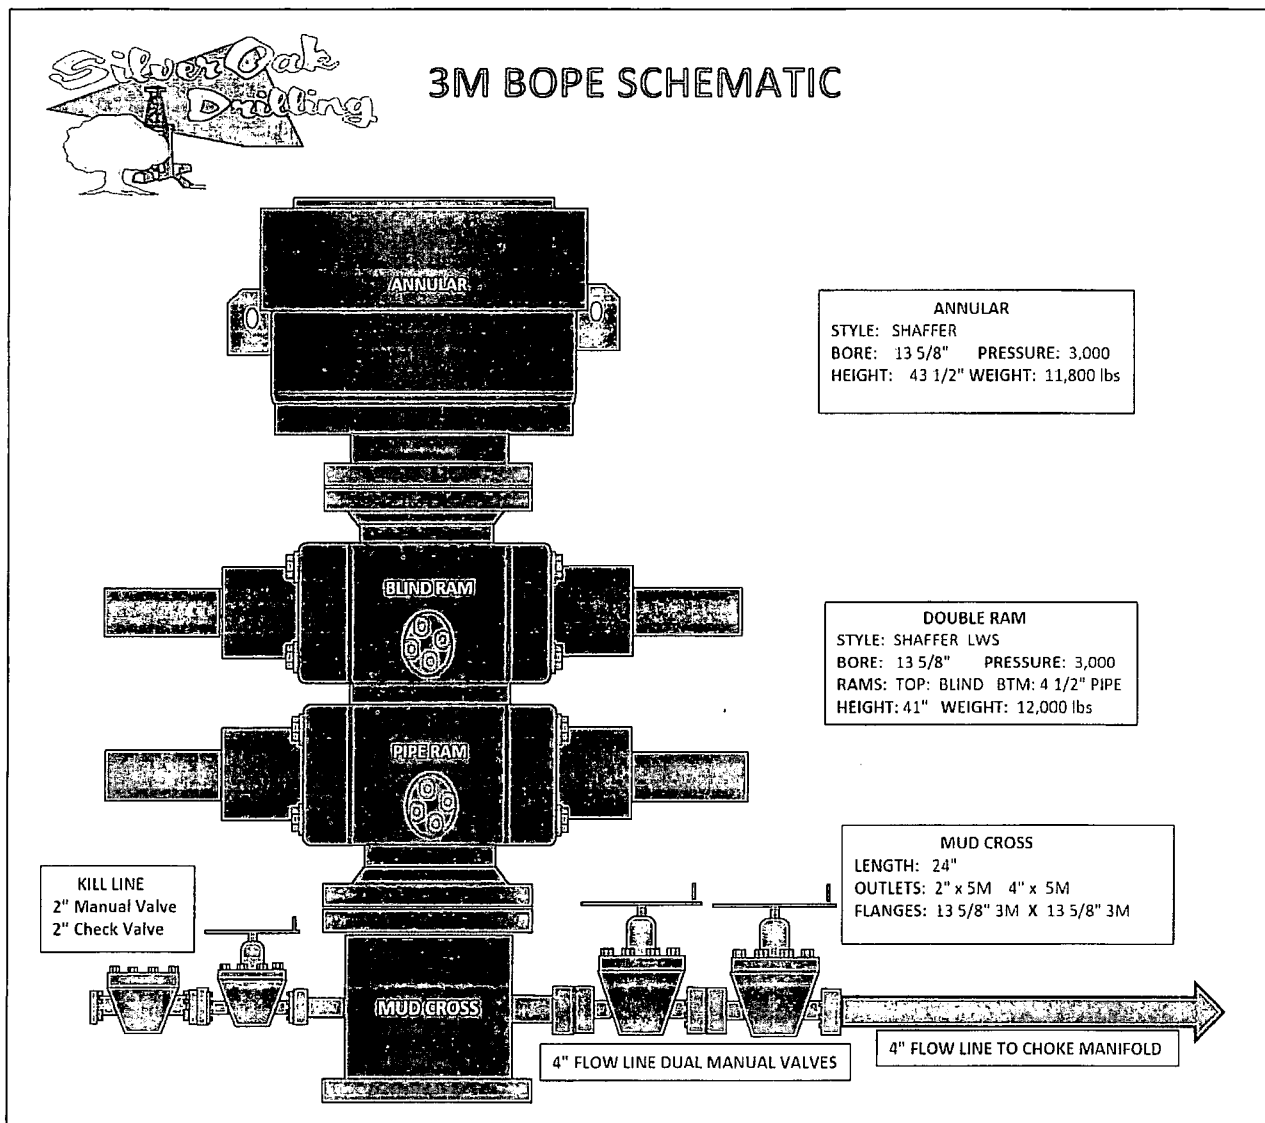 SilverOak
Drilling
3M BOPE SCHEMATIC
ANNULAR
ANNULAR
STYLE: SHAFFER
BORE: 13 5/8" PRESSURE: 3,000
HEIGHT: 43 1/2" WEIGHT: 11,800 lbs
BLIND RAM
DOUBLE RAM
STYLE: SHAFFER LWS
BORE: 13 5/8" PRESSURE: 3,000
RAMS: TOP: BLIND BTM: 4 1/2" PIPE
HEIGHT: 41" WEIGHT: 12,000 lbs
PIPE RAM
MUD CROSS
LENGTH: 24"
OUTLETS: 2" x 5M 4" x 5M
FLANGES: 13 5/8" 3M X 13 5/8" 3M
KILL LINE
2" Manual Valve
2" Check Valve
MUD CROSS
4" FLOW LINE DUAL MANUAL VALVES
4" FLOW LINE TO CHOKE MANIFOLD